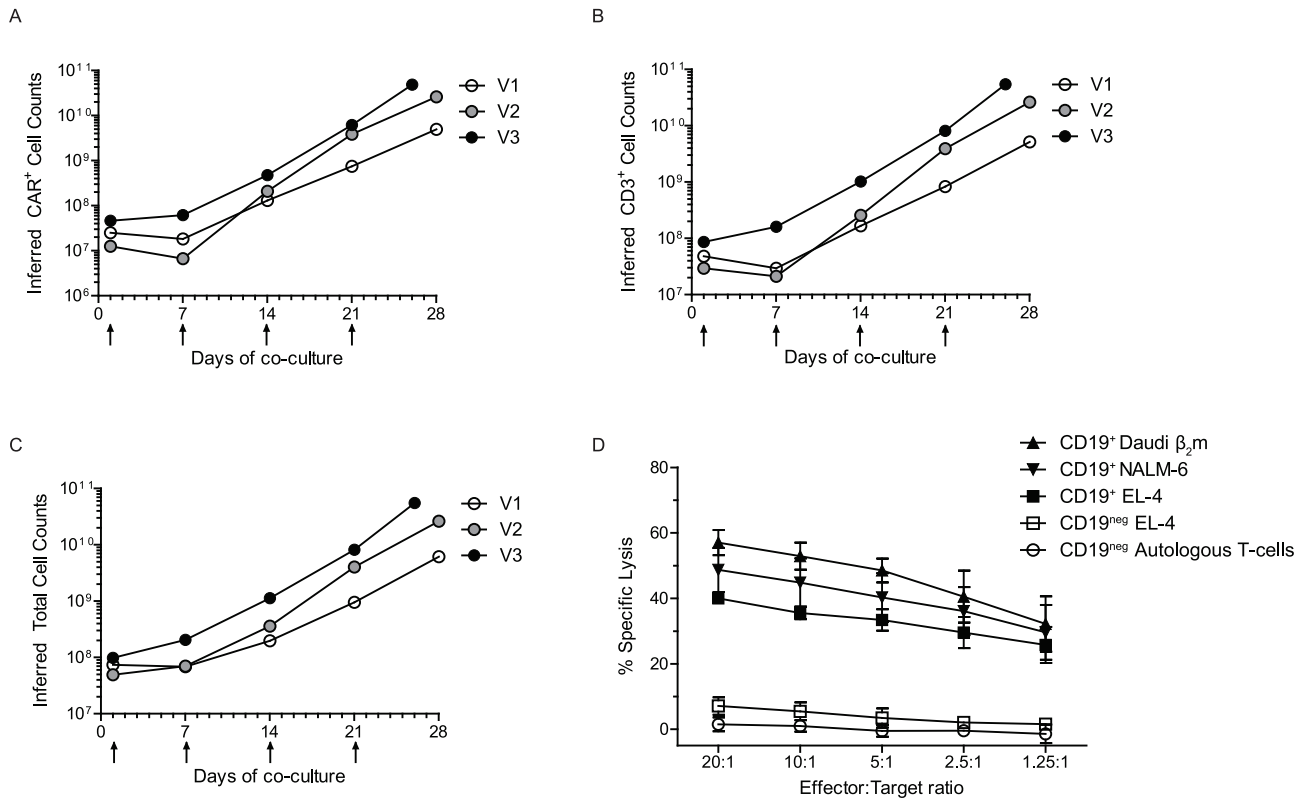 A
Inferred CAR⁺ Cell Counts
10¹¹
10¹⁰
10⁹
10⁸
10⁷
10⁶
0 7 14 21 28
Days of co-culture
V1
V2
V3
B
Inferred CD3⁺ Cell Counts
10¹¹
10¹⁰
10⁹
10⁸
10⁷
0 7 14 21 28
Days of co-culture
V1
V2
V3
C
Inferred Total Cell Counts
10¹¹
10¹⁰
10⁹
10⁸
10⁷
0 7 14 21 28
Days of co-culture
V1
V2
V3
D
CD19⁺ Daudi β₂m
CD19⁺ NALM-6
CD19⁺ EL-4
CD19ⁿᵉᵍ EL-4
CD19ⁿᵉᵍ Autologous T-cells
% Specific Lysis
80
60
40
20
0
20:1 10:1 5:1 2.5:1 1.25:1
Effector:Target ratio